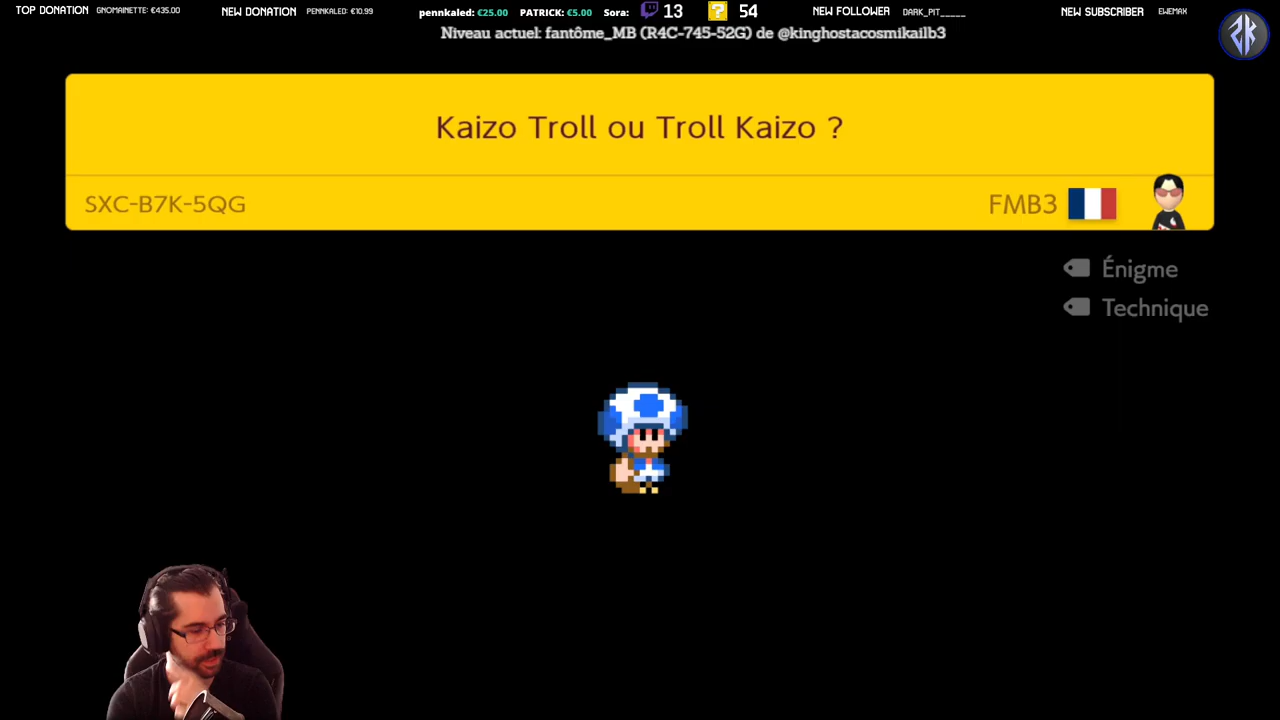 TOP DONATION GNOMAINETTE: €435.00 NEW DONATION PENNKALED: €10.99 pennkaled: €25.00 PATRICK: €5.00 Sora: 13 ? 54 NEW FOLLOWER DARK_PIT_____ NEW SUBSCRIBER EWEMAX
Niveau actuel: fantôme_MB (R4C-745-52G) de @kinghostacosmikailb3
Kaizo Troll ou Troll Kaizo ?
SXC-B7K-5QG FMB3
Énigme
Technique